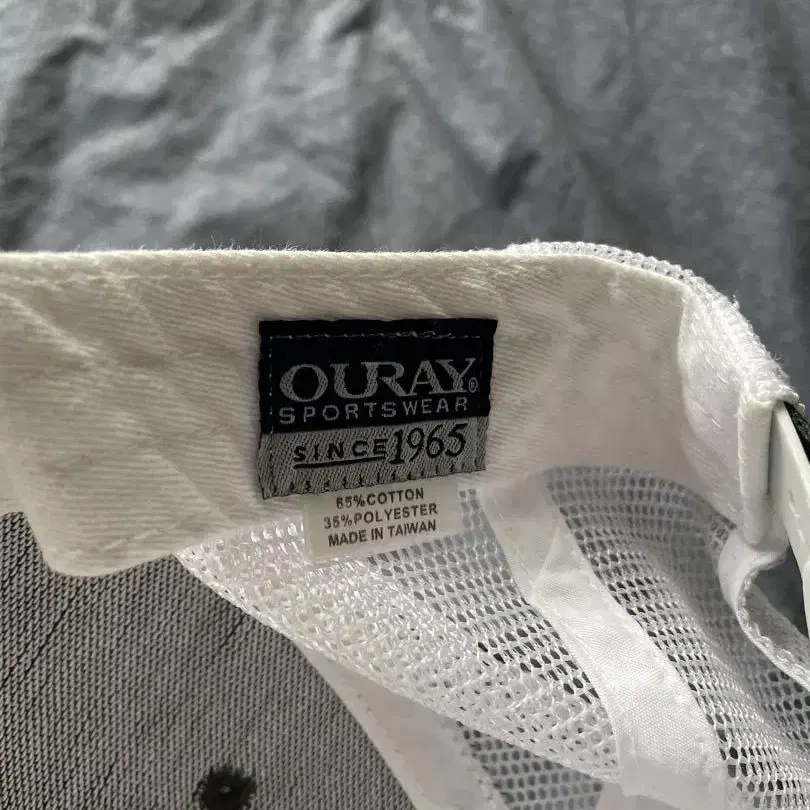 OURAY®
SPORTSWEAR
SINCE 1965
65%COTTON
35%POLYESTER
MADE IN TAIWAN